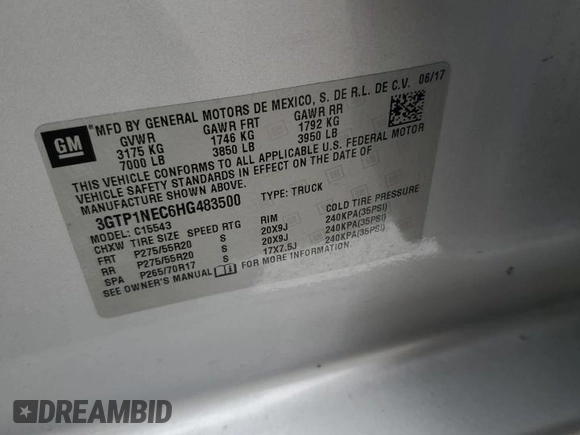 GM
MFD BY GENERAL MOTORS DE MEXICO, S. DE R.L. DE C.V. 06/17
GVWR GAWR FRT GAWR RR
3175 KG 1746 KG 1792 KG
7000 LB 3850 LB 3950 LB
THIS VEHICLE CONFORMS TO ALL APPLICABLE U.S. FEDERAL MOTOR
VEHICLE SAFETY STANDARDS IN EFFECT ON THE DATE OF
MANUFACTURE SHOWN ABOVE.
3GTP1NEC6HG483500 TYPE: TRUCK
MODEL: C15543
CHXW TIRE SIZE SPEED RTG RIM COLD TIRE PRESSURE
FRT P275/55R20 S 20X9J 240KPA(35PSI)
RR P275/55R20 S 20X9J 240KPA(35PSI)
SPA P265/70R17 S 17X7.5J 240KPA(35PSI)
SEE OWNER'S MANUAL FOR MORE INFORMATION.
DREAMBID